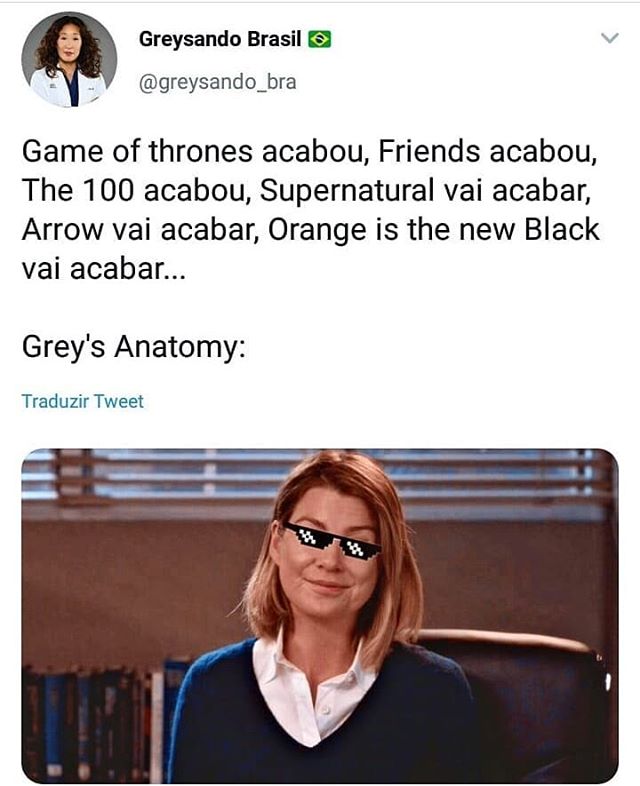 Greysando Brasil 🇧🇷
@greysando_bra
Game of thrones acabou, Friends acabou,
The 100 acabou, Supernatural vai acabar,
Arrow vai acabar, Orange is the new Black
vai acabar...
Grey's Anatomy:
Traduzir Tweet